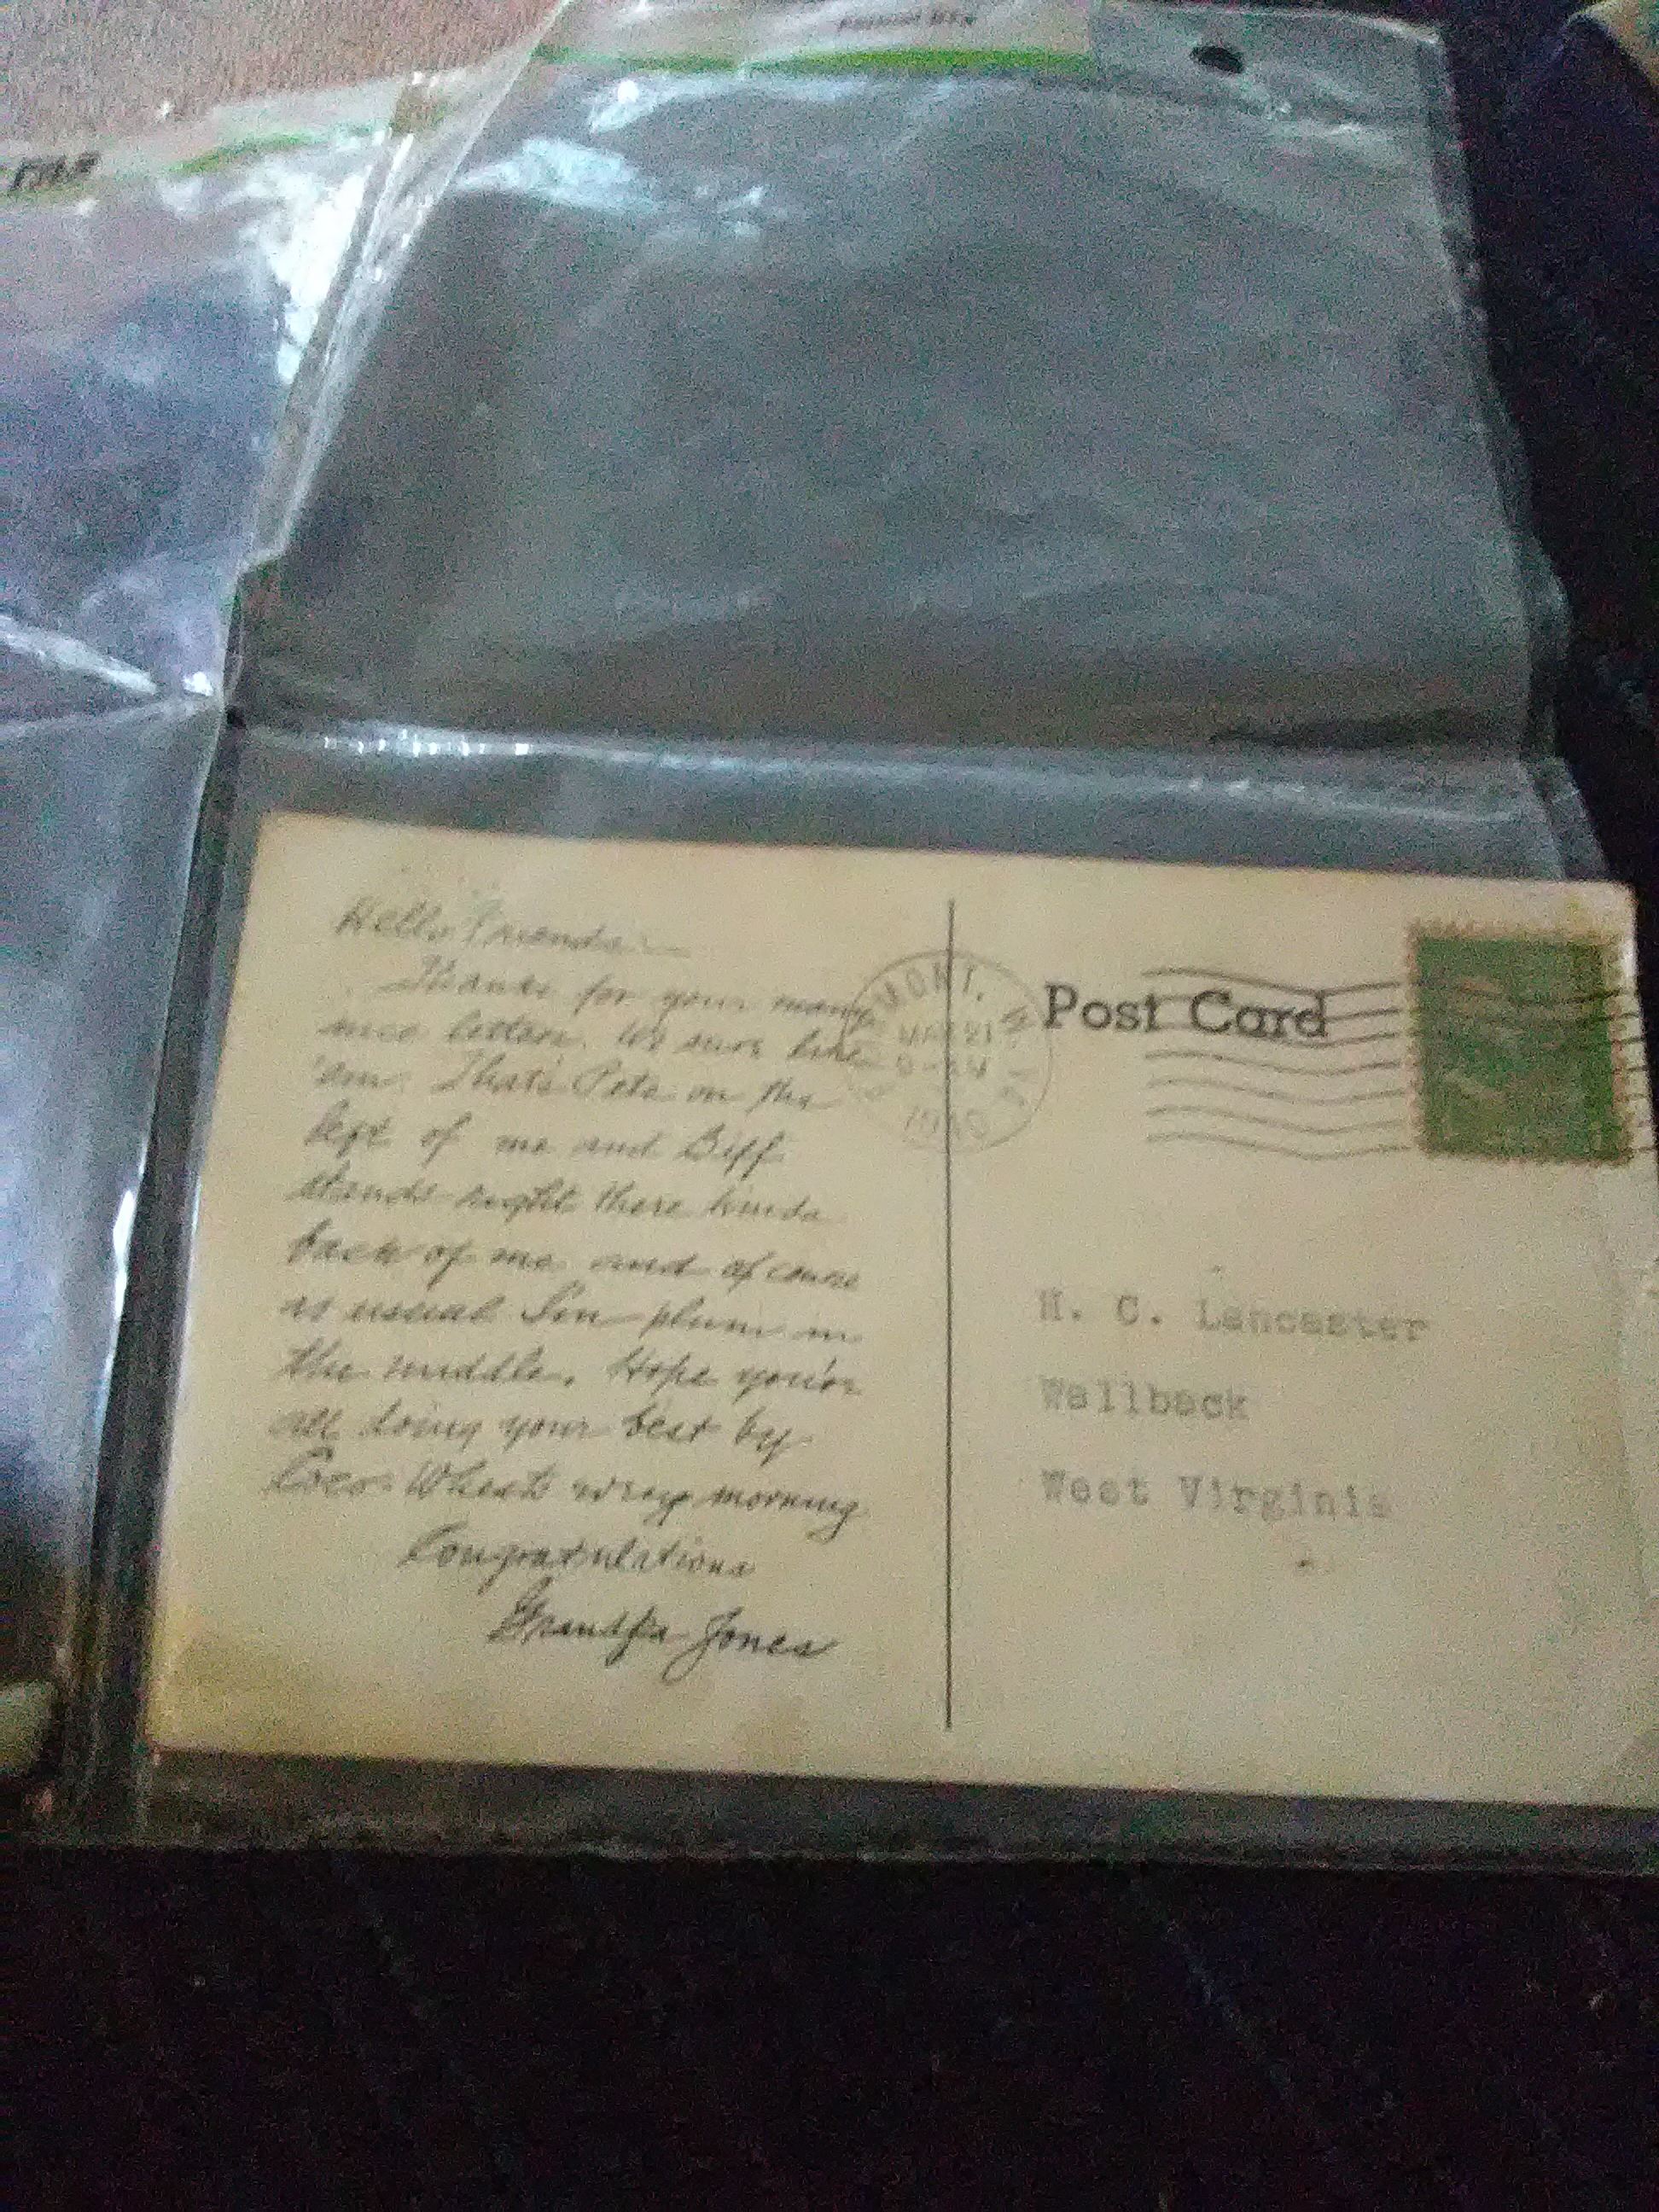 Hello Friends:-
Thanks for your many
nice letters. We sure like
'em. That's Pete on the
left of me and Biff
stands right there kinda
back of me and of course
as usual I'm plum in
the middle. Hope you're
all doing your best by
Coco-Wheats every morning
Congratulations
Grandpa Jones
MONT.
MAR 21
1940
Post Card
H. C. Lancaster
Wallback
West Virginia